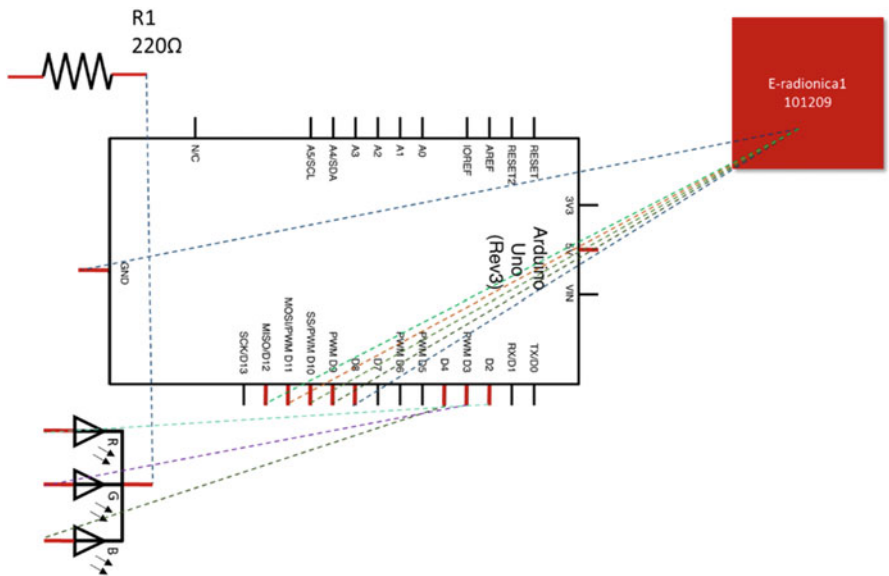 R1
220Ω
E-radionica1
101209
N/C
A5/SCL
A4/SDA
A3
A2
A1
A0
IOREF
AREF
RESET2
RESET
3V3
5V
VIN
Arduino
Uno
(Rev3)
GND
SCK/D13
MISO/D12
MOSI/PWM D11
SS/PWM D10
PWM D9
D8
D7
PWM D6
PWM D5
D4
PWM D3
D2
RX/D1
TX/D0
R
G
B